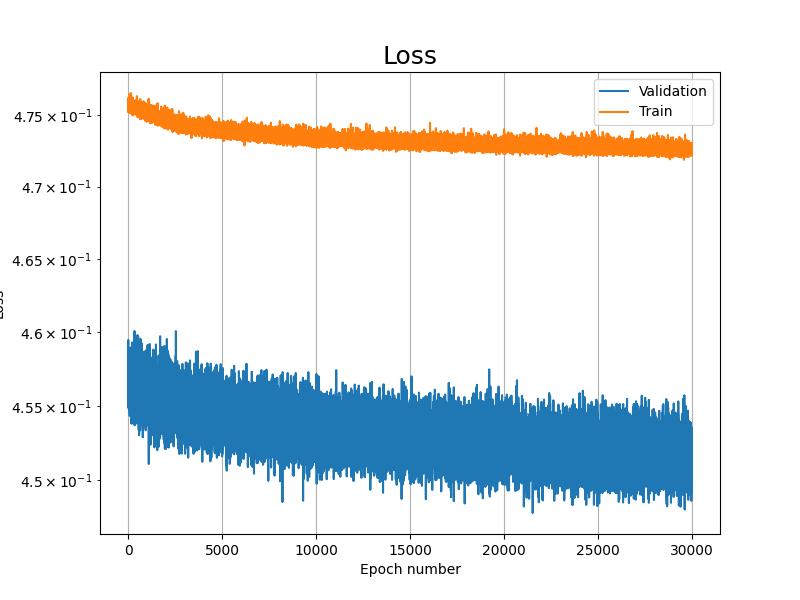 Loss
Validation
Train
4.75 × 10⁻¹
4.7 × 10⁻¹
4.65 × 10⁻¹
4.6 × 10⁻¹
4.55 × 10⁻¹
4.5 × 10⁻¹
Loss
0 5000 10000 15000 20000 25000 30000
Epoch number